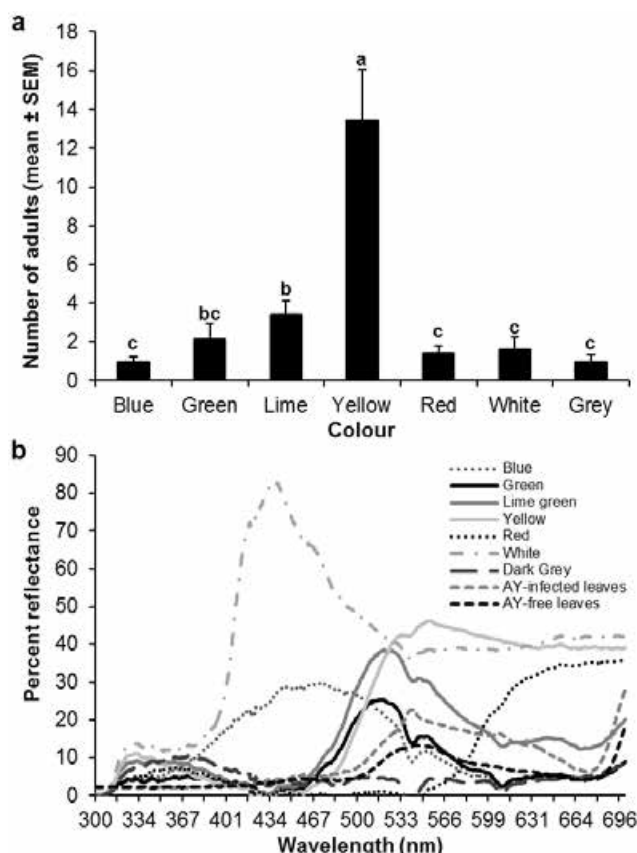 a
Number of adults (mean ± SEM)
18
16
14
12
10
8
6
4
2
0
c
bc
b
a
c
c
c
Blue Green Lime Yellow Red White Grey
Colour
b
Percent reflectance
90
80
70
60
50
40
30
20
10
0
Blue
Green
Lime green
Yellow
Red
White
Dark Grey
AY-infected leaves
AY-free leaves
300 334 367 401 434 467 500 533 566 599 631 664 696
Wavelength (nm)